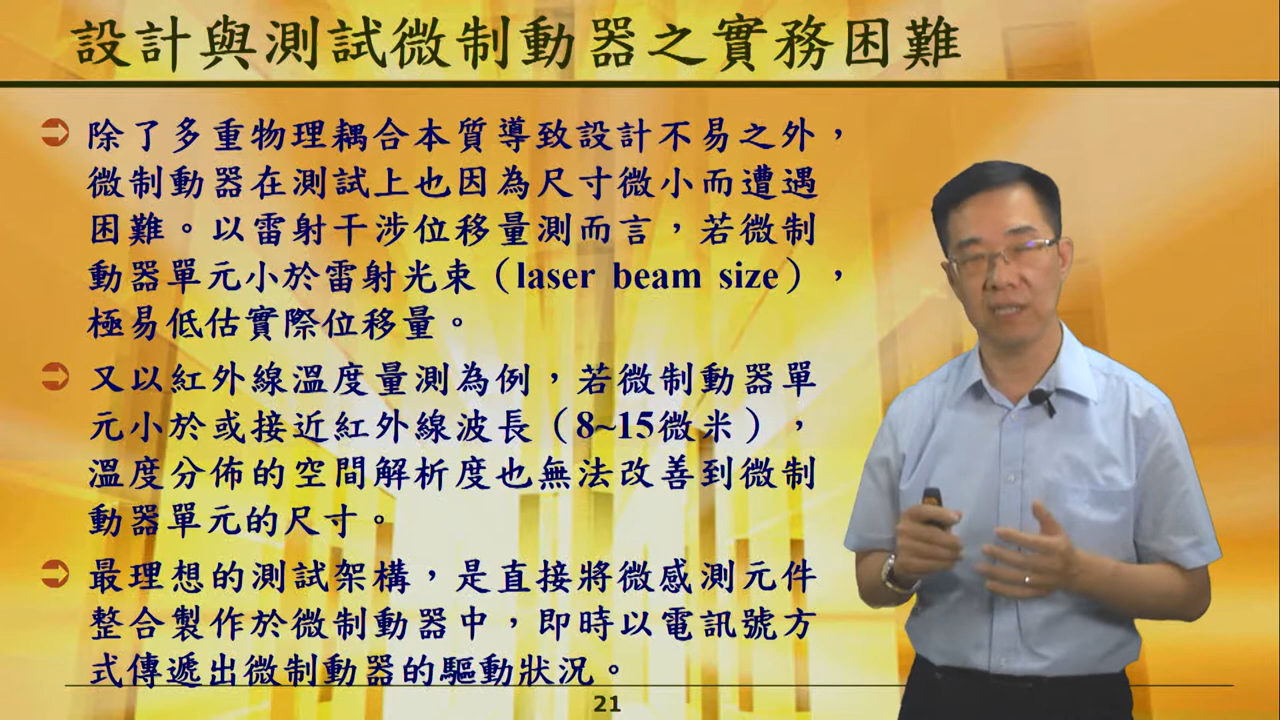 設計與測試微制動器之實務困難
除了多重物理耦合本質導致設計不易之外，
微制動器在測試上也因為尺寸微小而遭遇
困難。以雷射干涉位移量測而言，若微制
動器單元小於雷射光束（laser beam size），
極易低估實際位移量。
又以紅外線溫度量測為例，若微制動器單
元小於或接近紅外線波長（8~15微米），
溫度分佈的空間解析度也無法改善到微制
動器單元的尺寸。
最理想的測試架構，是直接將微感測元件
整合製作於微制動器中，即時以電訊號方
式傳遞出微制動器的驅動狀況。
21